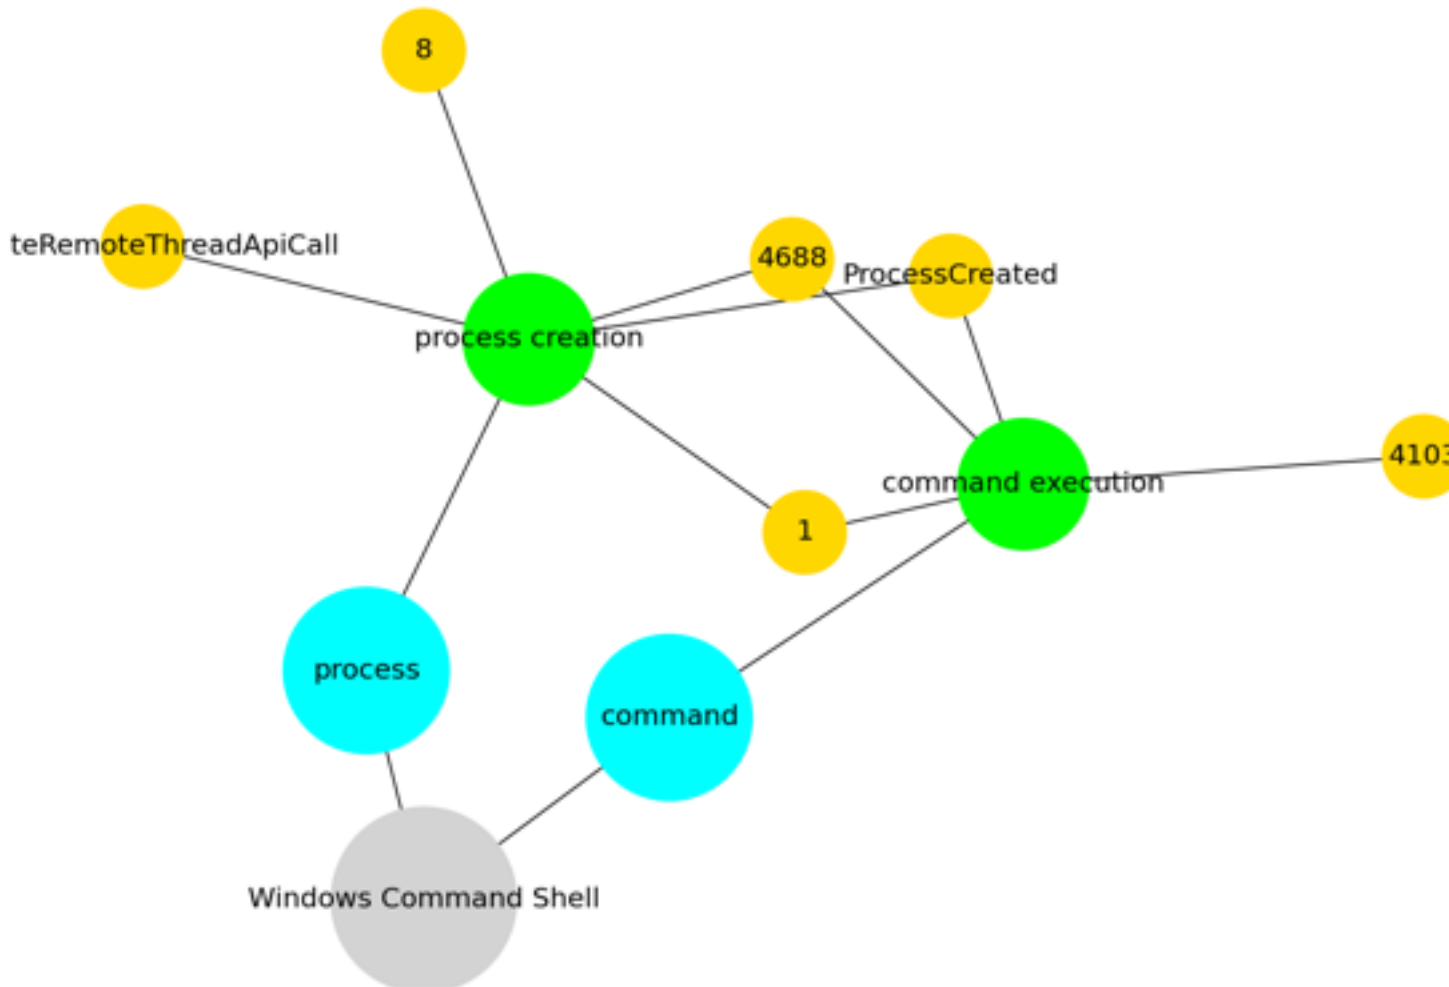 8
teRemoteThreadApiCall
4688
ProcessCreated
process creation
4103
command execution
1
process
command
Windows Command Shell